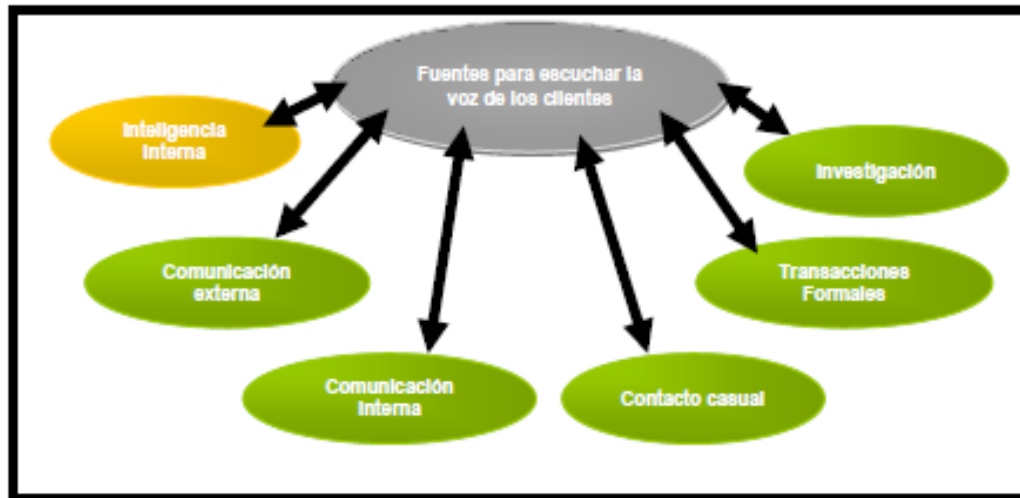 Fuentes para escuchar la
voz de los clientes
Inteligencia
Interna
Investigación
Comunicación
externa
Transacciones
Formales
Comunicación
Interna
Contacto casual